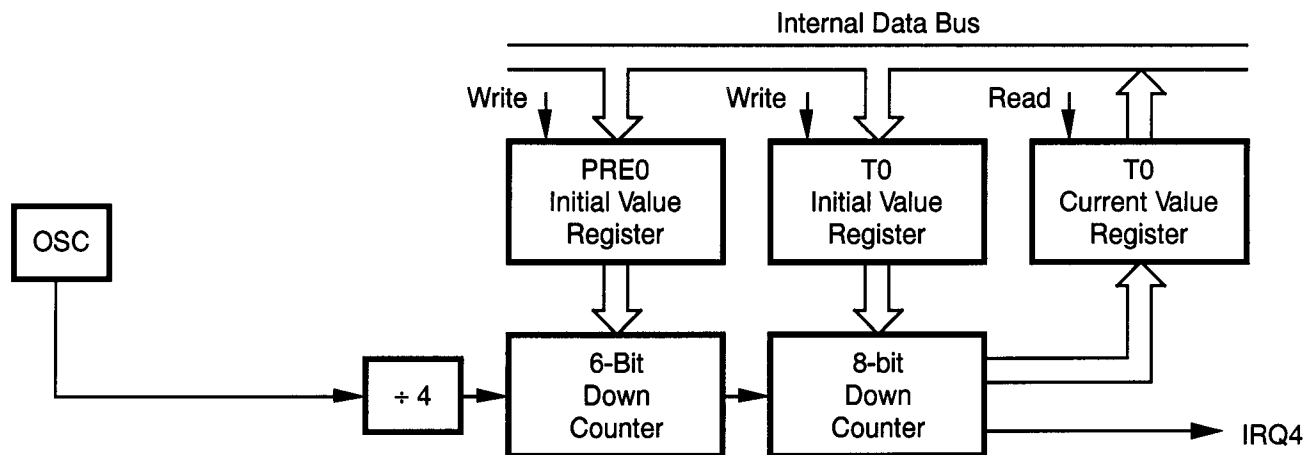 Internal Data Bus
Write
Write
Read
PRE0
Initial Value
Register
T0
Initial Value
Register
T0
Current Value
Register
OSC
÷ 4
6-Bit
Down
Counter
8-bit
Down
Counter
IRQ4